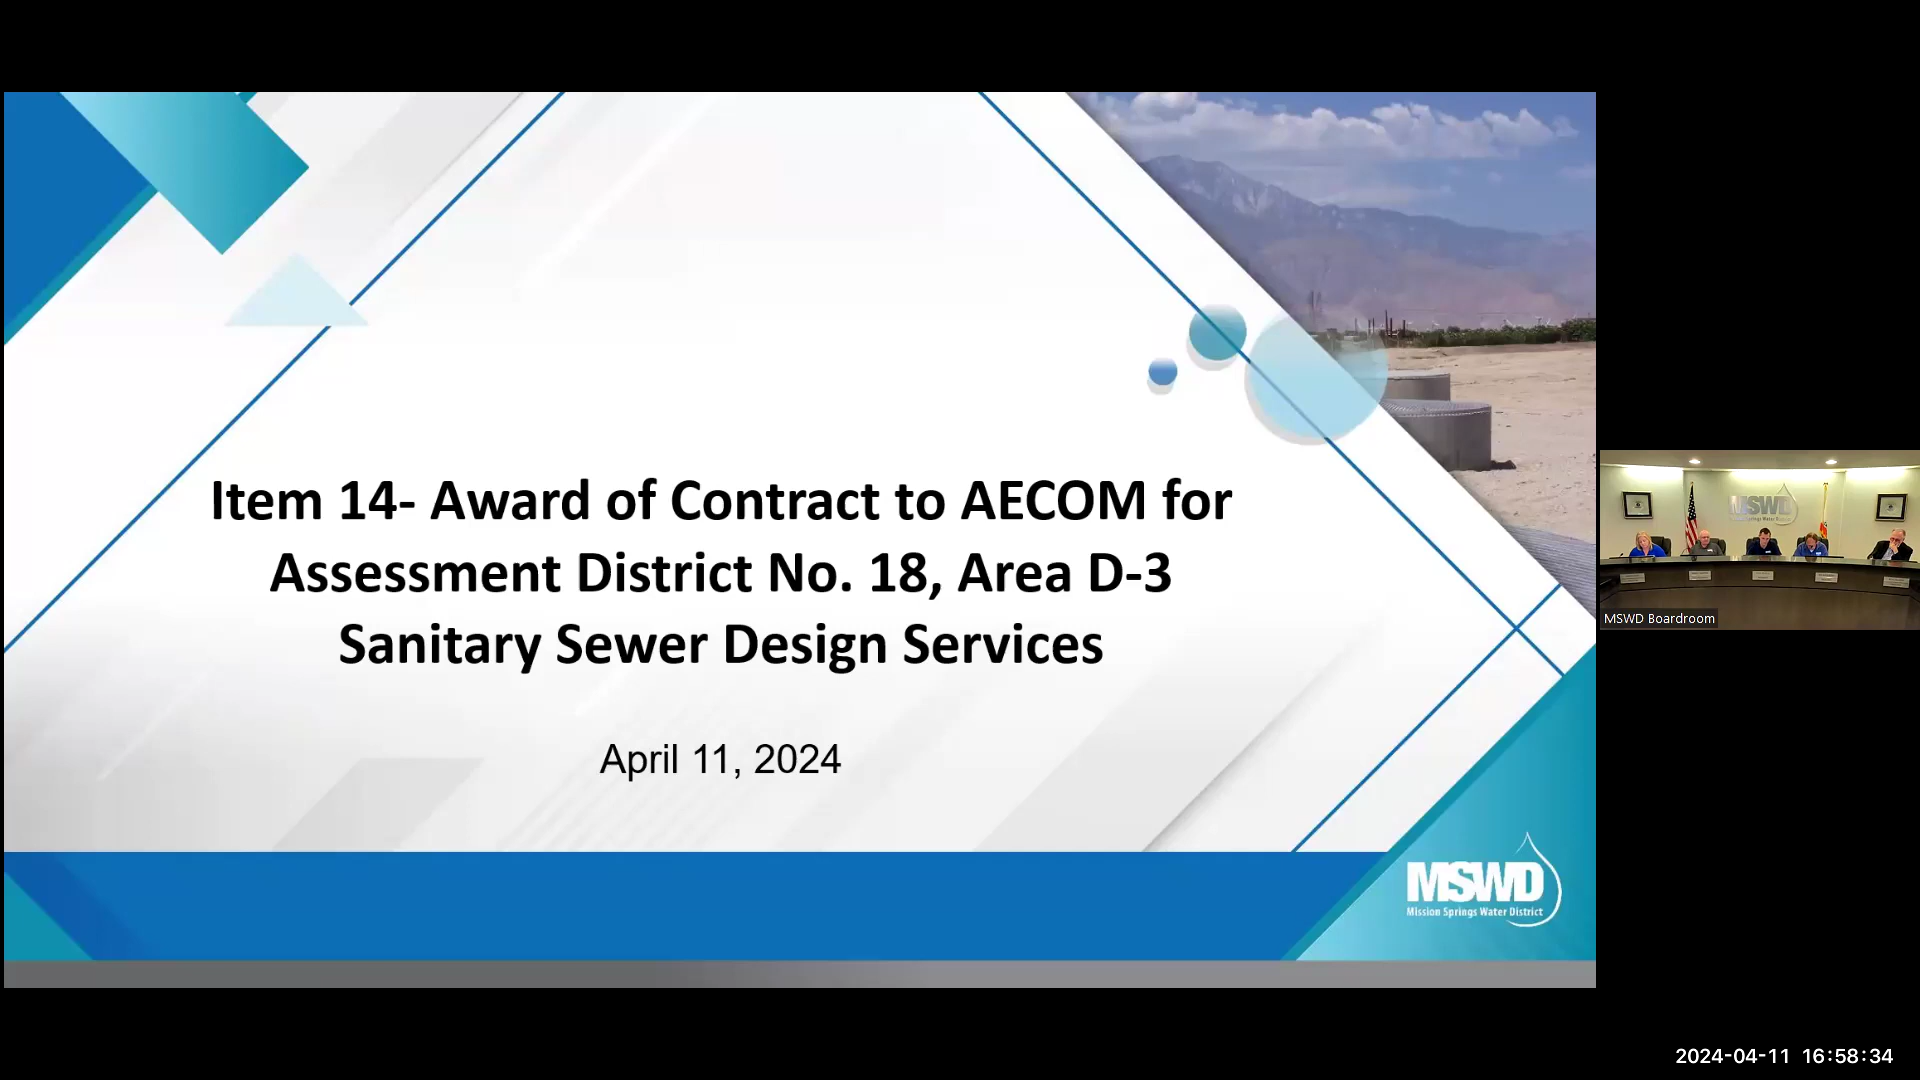 Item 14- Award of Contract to AECOM for
Assessment District No. 18, Area D-3
Sanitary Sewer Design Services
April 11, 2024
MSWD
Mission Springs Water District
MSWD
MSWD Boardroom
2024-04-11 16:58:34